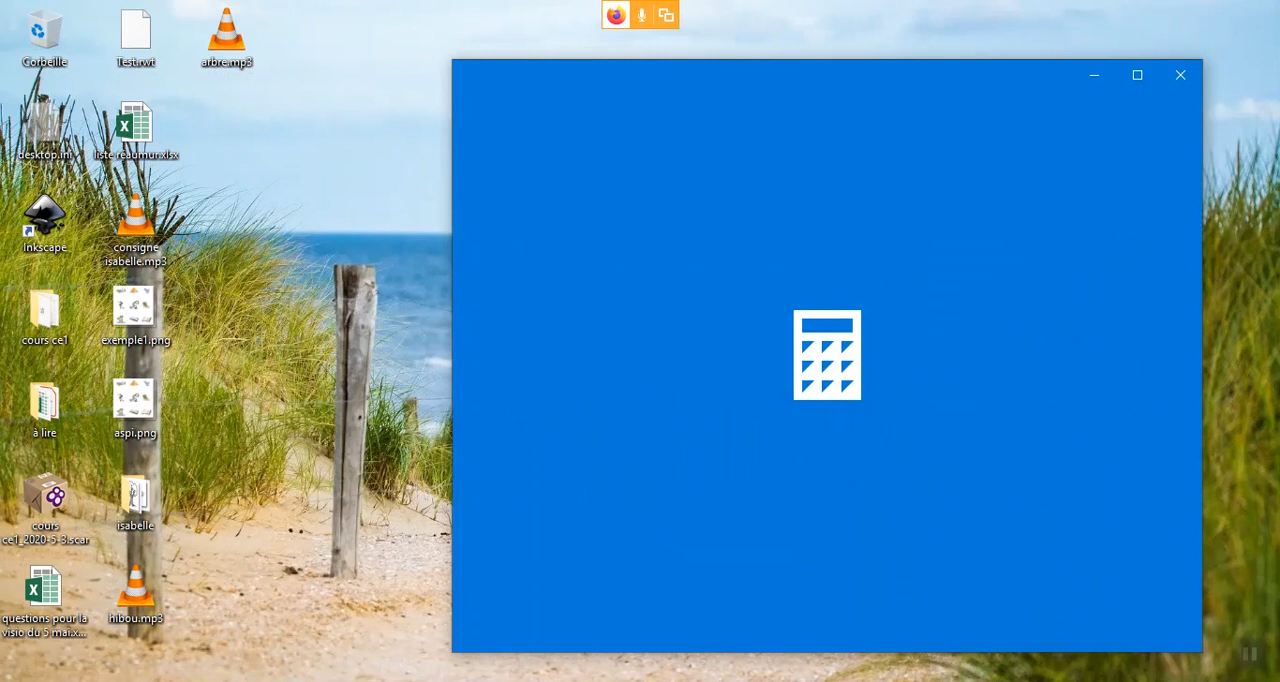 Corbeille
Test.rwt
arbre.mp3
desktop.ini
liste reaumur.xlsx
Inkscape
consigne
isabelle.mp3
cours ce1
exemple1.png
à lire
aspi.png
cours
ce1_2020-5-3.scar
isabelle
questions pour la
visio du 5 mai.x...
hibou.mp3